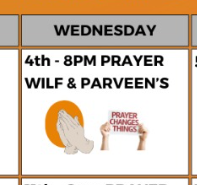 WEDNESDAY
4th - 8PM PRAYER
WILF & PARVEEN'S
PRAYER
CHANGES
THINGS